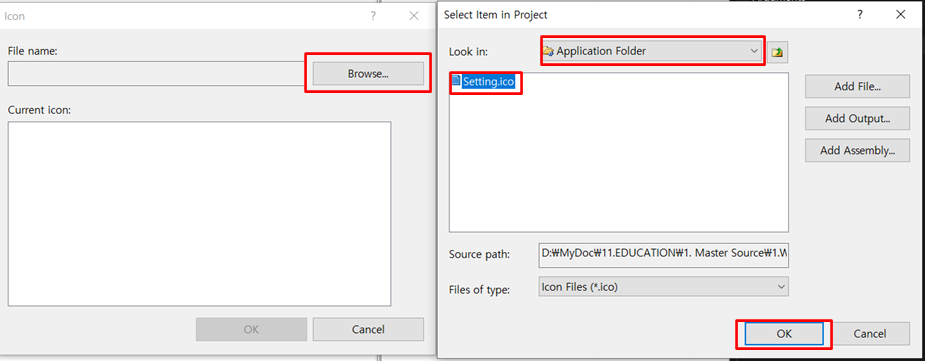 Icon
File name:
Browse...
Current icon:
OK
Cancel
Select Item in Project
Look in:
Application Folder
Setting.ico
Add File...
Add Output...
Add Assembly...
Source path:
D:₩MyDoc₩11.EDUCATION₩1. Master Source₩1.W
Files of type:
Icon Files (*.ico)
OK
Cancel